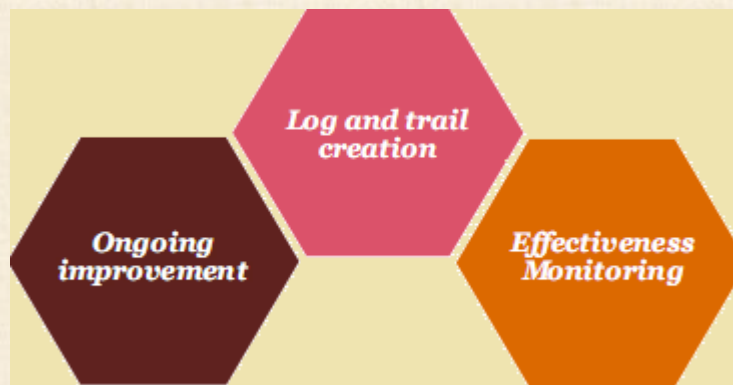 Log and trail
creation
Ongoing
improvement
Effectiveness
Monitoring